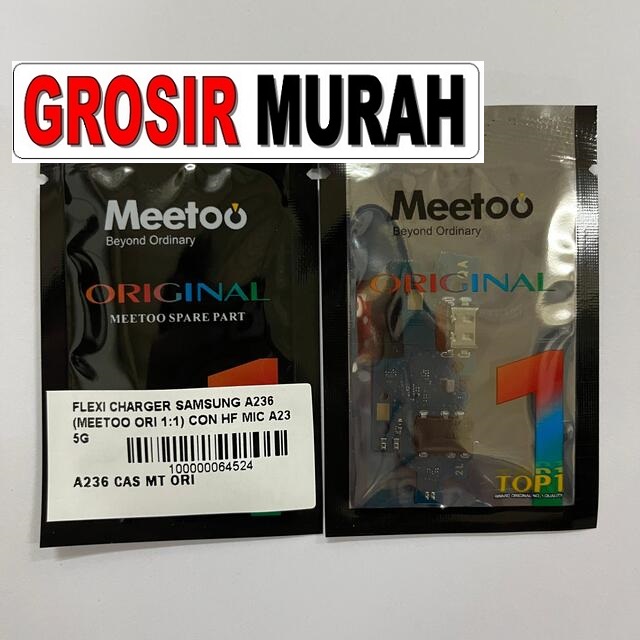 GROSIR MURAH
Meetoo
Beyond Ordinary
ORIGINAL
MEETOO SPARE PART
FLEXI CHARGER SAMSUNG A236
(MEETOO ORI 1:1) CON HF MIC A23
5G
100000064524
A236 CAS MT ORI
Meetoo
Beyond Ordinary
ORIGINAL
1
TOP1